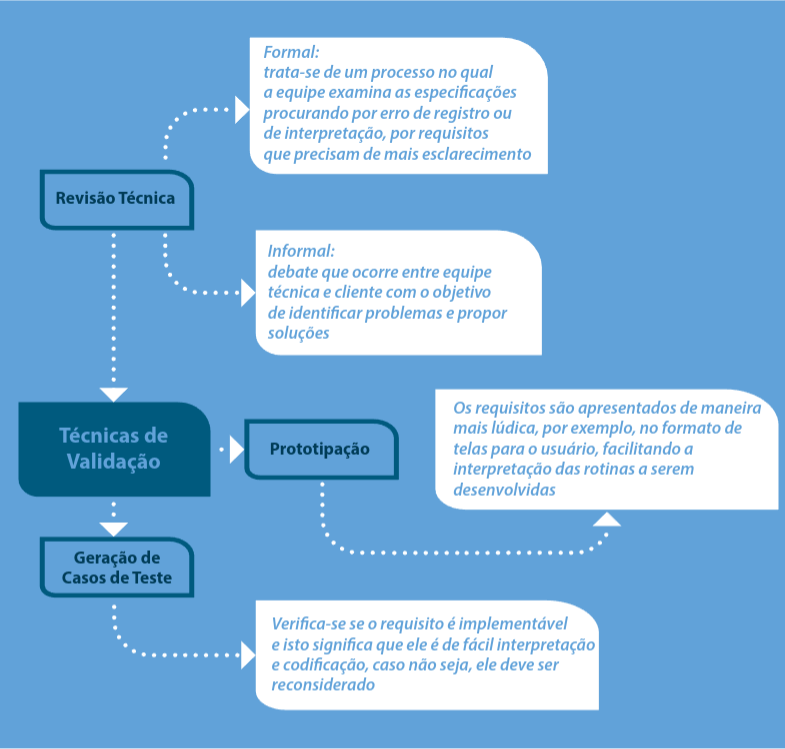 Formal:
trata-se de um processo no qual
a equipe examina as especificações
procurando por erro de registro ou
de interpretação, por requisitos
que precisam de mais esclarecimento
Revisão Técnica
Informal:
debate que ocorre entre equipe
técnica e cliente com o objetivo
de identificar problemas e propor
soluções
Técnicas de
Validação
Prototipação
Os requisitos são apresentados de maneira
mais lúdica, por exemplo, no formato de
telas para o usuário, facilitando a
interpretação das rotinas a serem
desenvolvidas
Geração de
Casos de Teste
Verifica-se se o requisito é implementável
e isto significa que ele é de fácil interpretação
e codificação, caso não seja, ele deve ser
reconsiderado